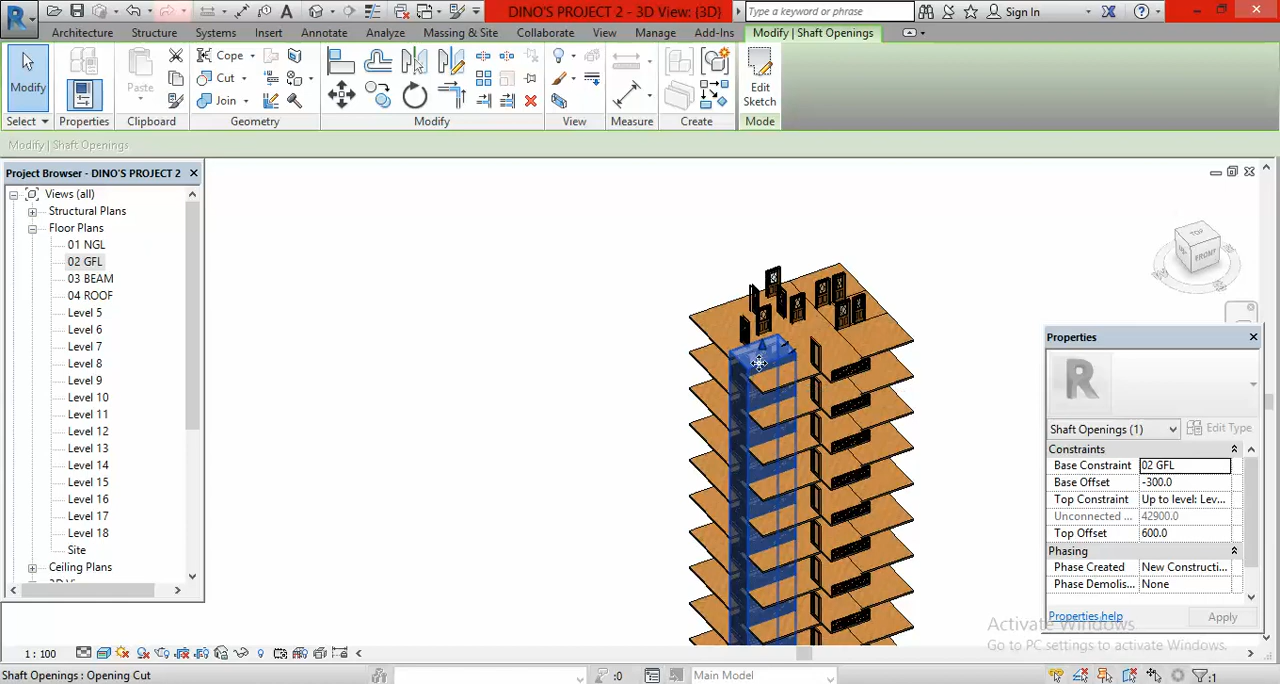 DINO'S PROJECT 2 - 3D View: {3D}
Type a keyword or phrase
Sign In
Architecture Structure Systems Insert Annotate Analyze Massing & Site Collaborate View Manage Add-Ins Modify | Shaft Openings
Modify
Paste
Cope
Cut
Join
Edit Sketch
Select Properties Clipboard Geometry Modify View Measure Create Mode
Modify | Shaft Openings
Project Browser - DINO'S PROJECT 2
Views (all)
Structural Plans
Floor Plans
01 NGL
02 GFL
03 BEAM
04 ROOF
Level 5
Level 6
Level 7
Level 8
Level 9
Level 10
Level 11
Level 12
Level 13
Level 14
Level 15
Level 16
Level 17
Level 18
Site
Ceiling Plans
TOP
FRONT
Properties
R
Shaft Openings (1) Edit Type
Constraints
Base Constraint 02 GFL
Base Offset -300.0
Top Constraint Up to level: Lev...
Unconnected ... 42900.0
Top Offset 600.0
Phasing
Phase Created New Constructi...
Phase Demolis... None
Properties help Apply
Activate Windows
Go to PC settings to activate Windows.
1 : 100
Shaft Openings : Opening Cut
:0
Main Model
:1